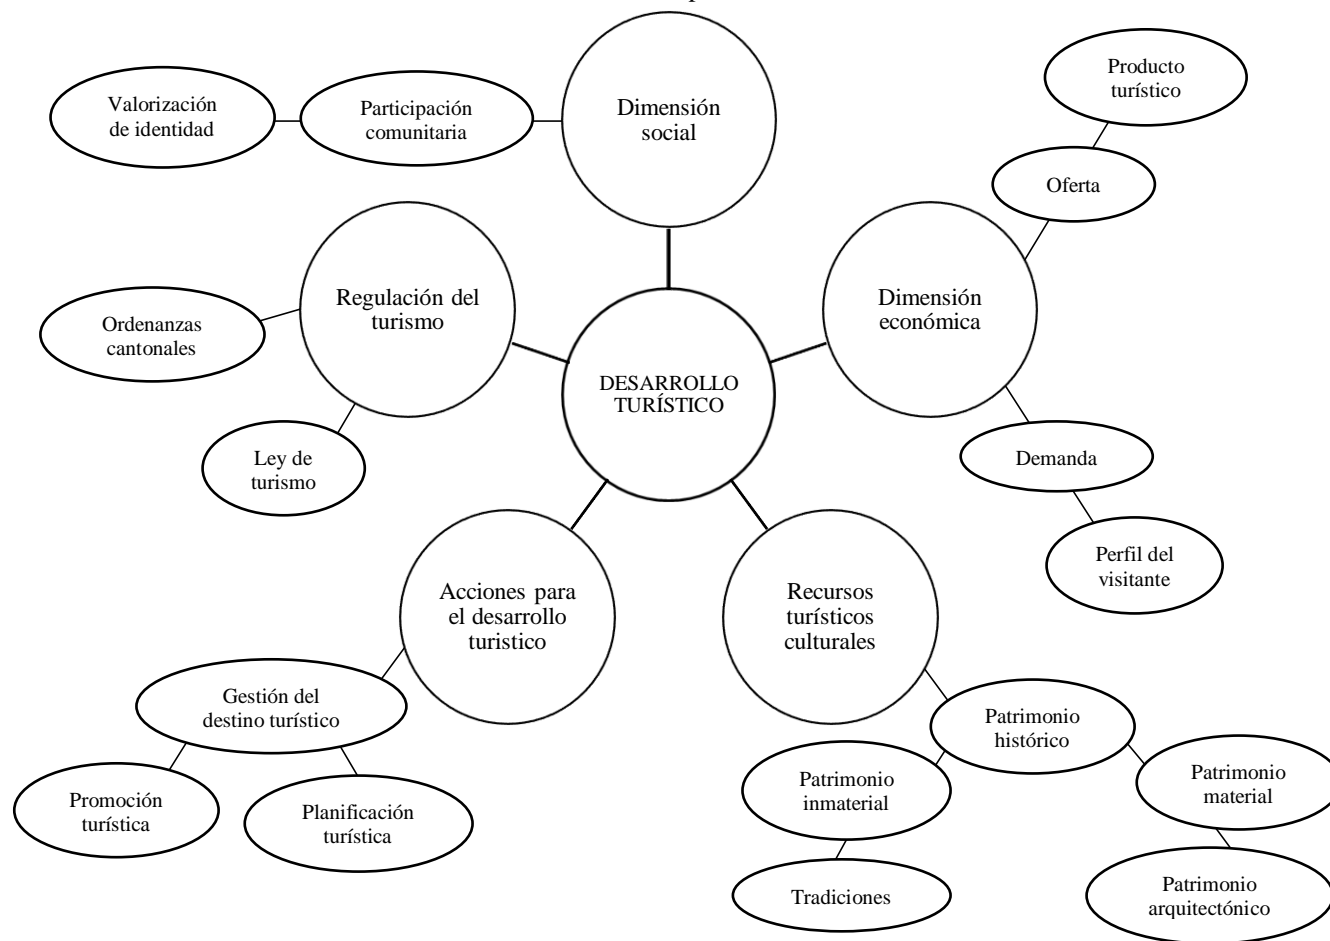 Dimensión
social
Participación
comunitaria
Valorización
de identidad
Producto
turístico
Oferta
Dimensión
económica
Demanda
Perfil del
visitante
Regulación del
turismo
Ordenanzas
cantonales
Ley de
turismo
DESARROLLO
TURÍSTICO
Acciones para
el desarrollo
turistico
Gestión del
destino turístico
Promoción
turística
Planificación
turística
Recursos
turísticos
culturales
Patrimonio
histórico
Patrimonio
inmaterial
Tradiciones
Patrimonio
material
Patrimonio
arquitectónico